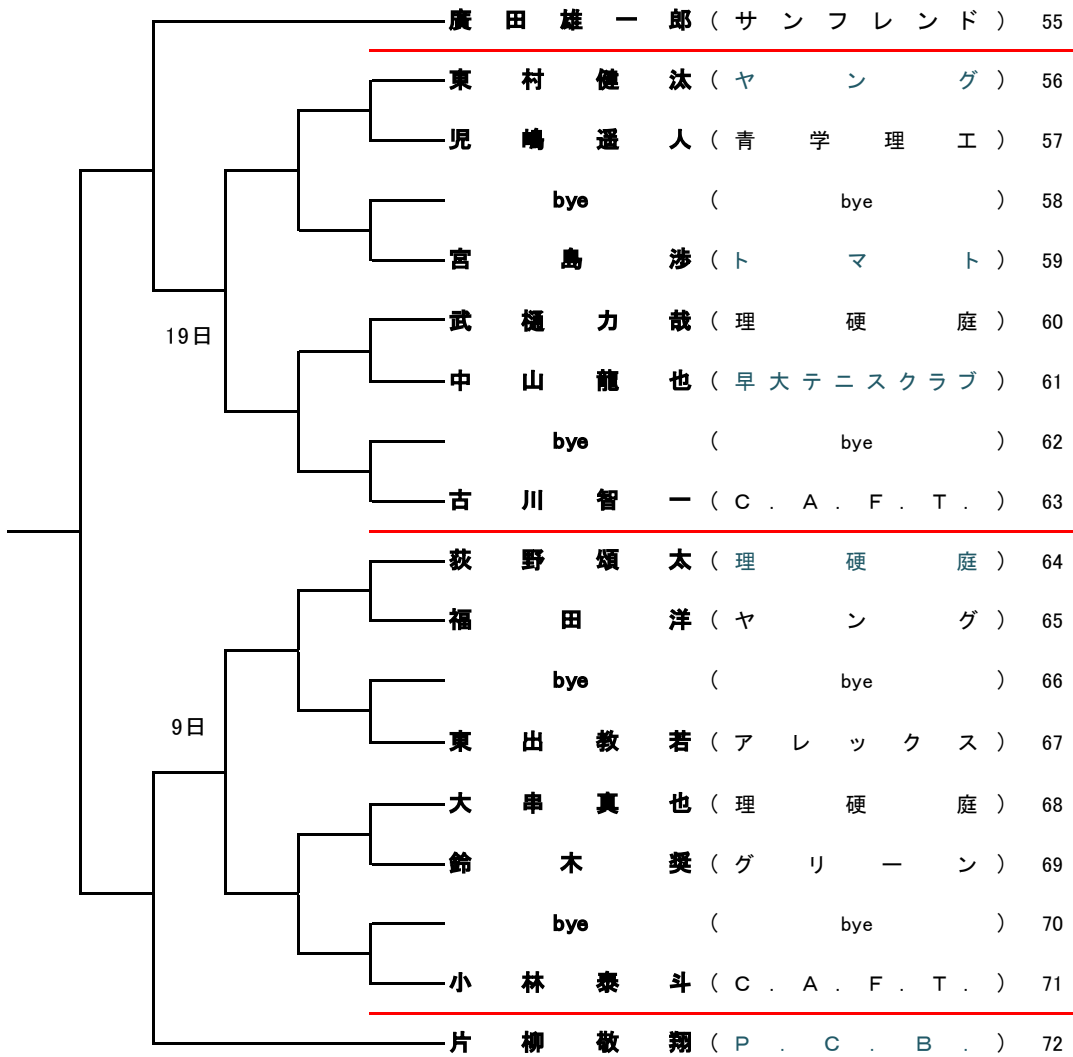 廣田雄一郎 (サンフレンド) 55
東村健汰 (ヤング) 56
児嶋遥人 (青学理工) 57
bye (bye) 58
宮島渉 (トマト) 59
19日
武樋力哉 (理硬庭) 60
中山龍也 (早大テニスクラブ) 61
bye (bye) 62
古川智一 (C.A.F.T.) 63
荻野頌太 (理硬庭) 64
福田洋 (ヤング) 65
bye (bye) 66
9日
東出教若 (アレックス) 67
大串真也 (理硬庭) 68
鈴木奨 (グリーン) 69
bye (bye) 70
小林泰斗 (C.A.F.T.) 71
片柳敬翔 (P.C.B.) 72